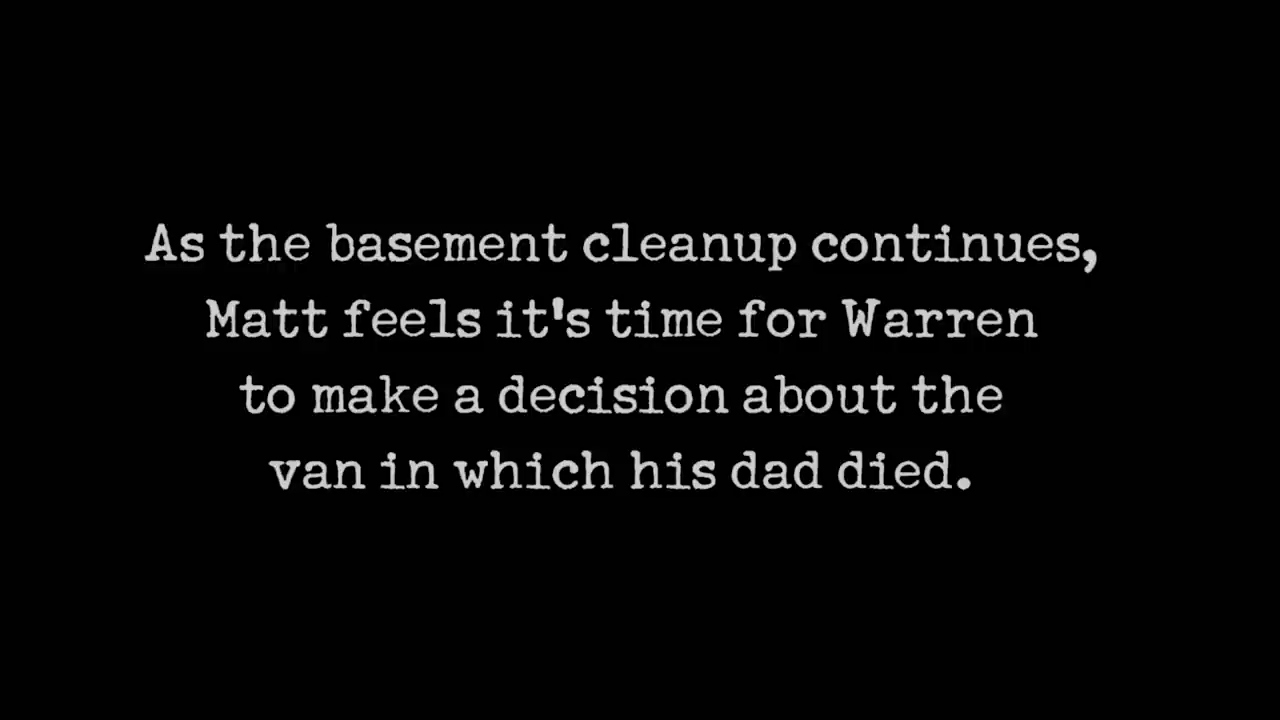 As the basement cleanup continues,
Matt feels it's time for Warren
to make a decision about the
van in which his dad died.